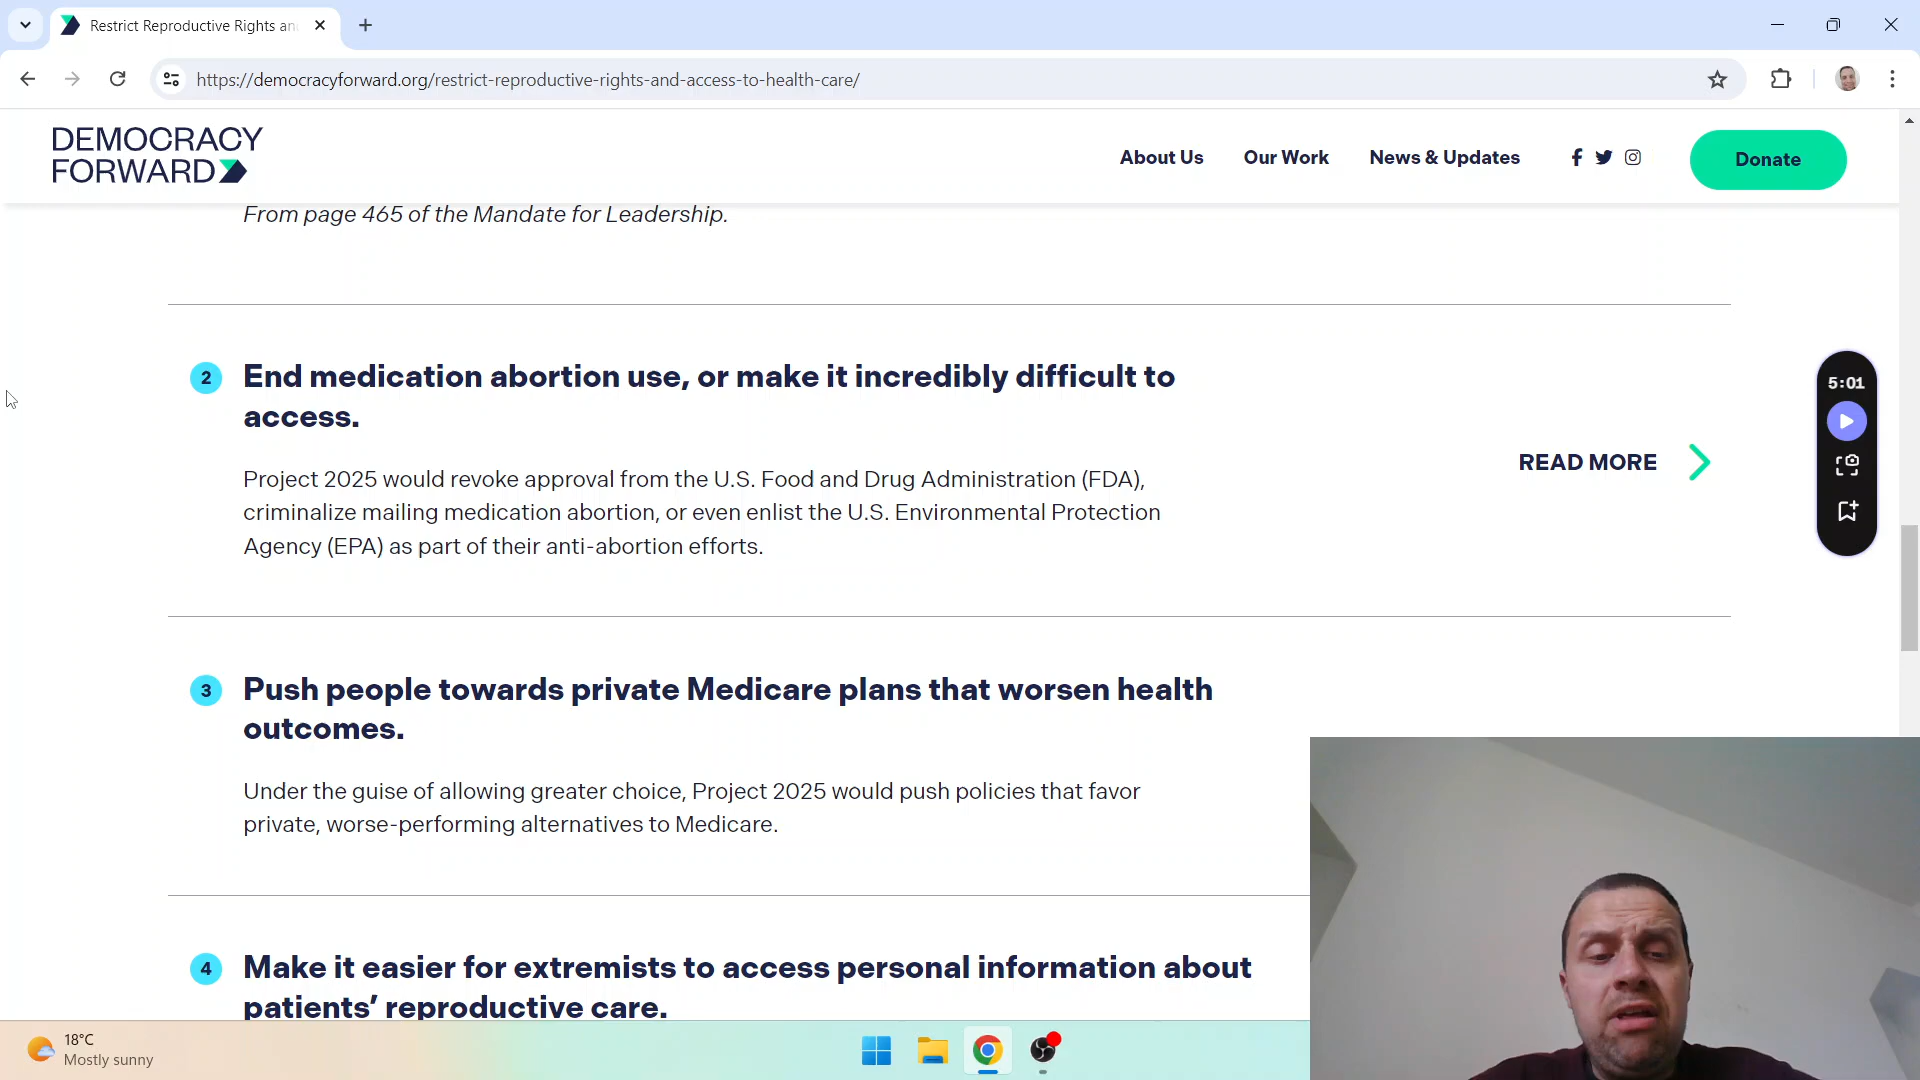 Restrict Reproductive Rights an
https://democracyforward.org/restrict-reproductive-rights-and-access-to-health-care/
DEMOCRACY
FORWARD
About Us
Our Work
News & Updates
Donate
From page 465 of the Mandate for Leadership.
2
End medication abortion use, or make it incredibly difficult to
access.
Project 2025 would revoke approval from the U.S. Food and Drug Administration (FDA),
criminalize mailing medication abortion, or even enlist the U.S. Environmental Protection
Agency (EPA) as part of their anti-abortion efforts.
READ MORE
5:01
3
Push people towards private Medicare plans that worsen health
outcomes.
Under the guise of allowing greater choice, Project 2025 would push policies that favor
private, worse-performing alternatives to Medicare.
4
Make it easier for extremists to access personal information about
patients’ reproductive care.
18°C
Mostly sunny